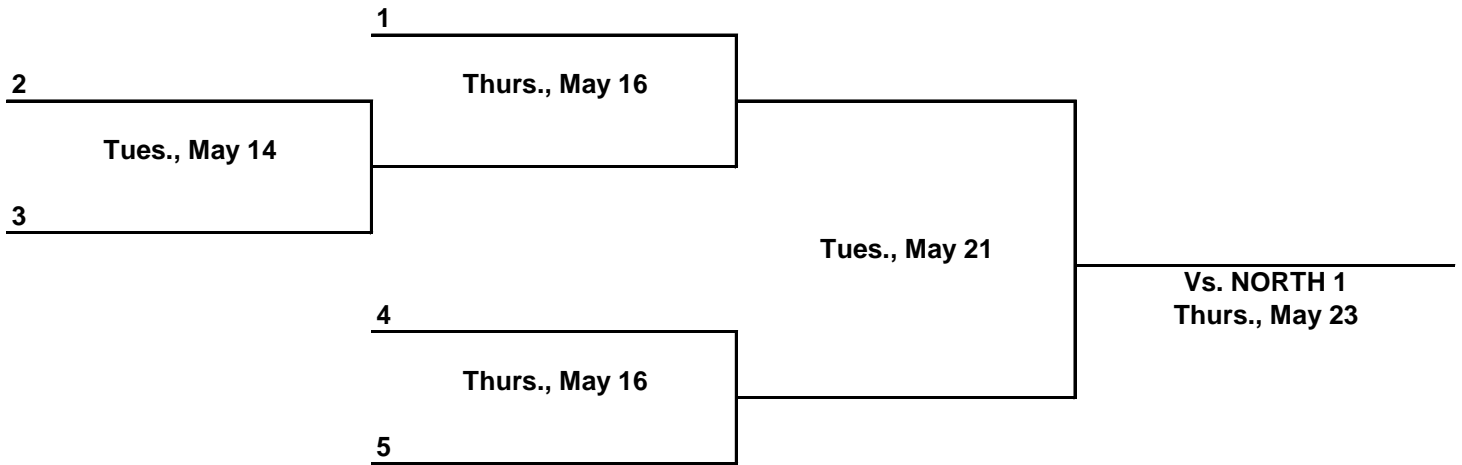 1
2
Thurs., May 16
Tues., May 14
3
Tues., May 21
Vs. NORTH 1
Thurs., May 23
4
Thurs., May 16
5